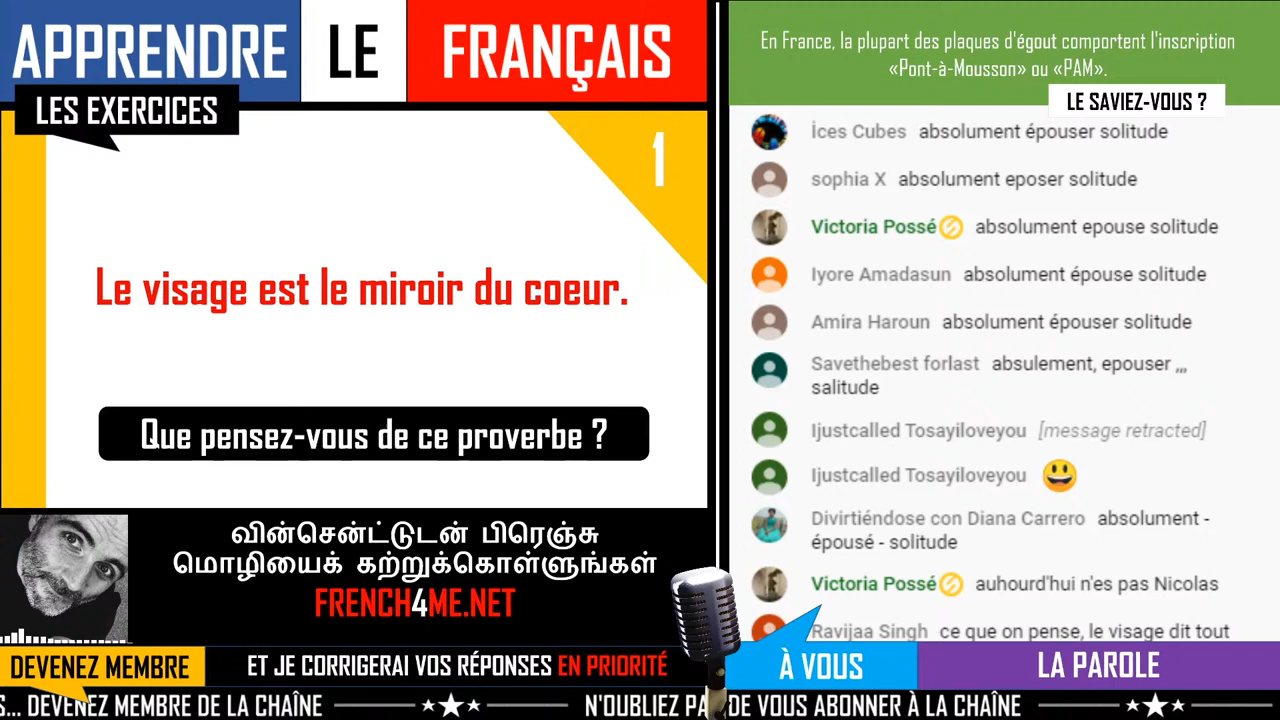 APPRENDRE LE FRANÇAIS
LES EXERCICES
1
Le visage est le miroir du coeur.
Que pensez-vous de ce proverbe ?
வின்சென்ட்டுடன் பிரெஞ்சு
மொழியைக் கற்றுக்கொள்ளுங்கள்
FRENCH4ME.NET
DEVENEZ MEMBRE
ET JE CORRIGERAI VOS RÉPONSES EN PRIORITÉ
En France, la plupart des plaques d'égout comportent l'inscription
«Pont-à-Mousson» ou «PAM».
LE SAVIEZ-VOUS ?
İces Cubes absolument épouser solitude
sophia X absolument eposer solitude
Victoria Possé absolument epouse solitude
Iyore Amadasun absolument épouse solitude
Amira Haroun absolument épouser solitude
Savethebest forlast absulement, epouser ,,,
salitude
Ijustcalled Tosayiloveyou [message retracted]
Ijustcalled Tosayiloveyou 😃
Divirtiéndose con Diana Carrero absolument -
épousé - solitude
Victoria Possé auhourd'hui n'es pas Nicolas
Ravijaa Singh ce que on pense, le visage dit tout
À VOUS
LA PAROLE
S... DEVENEZ MEMBRE DE LA CHAÎNE N'OUBLIEZ PA DE VOUS ABONNER À LA CHAÎNE